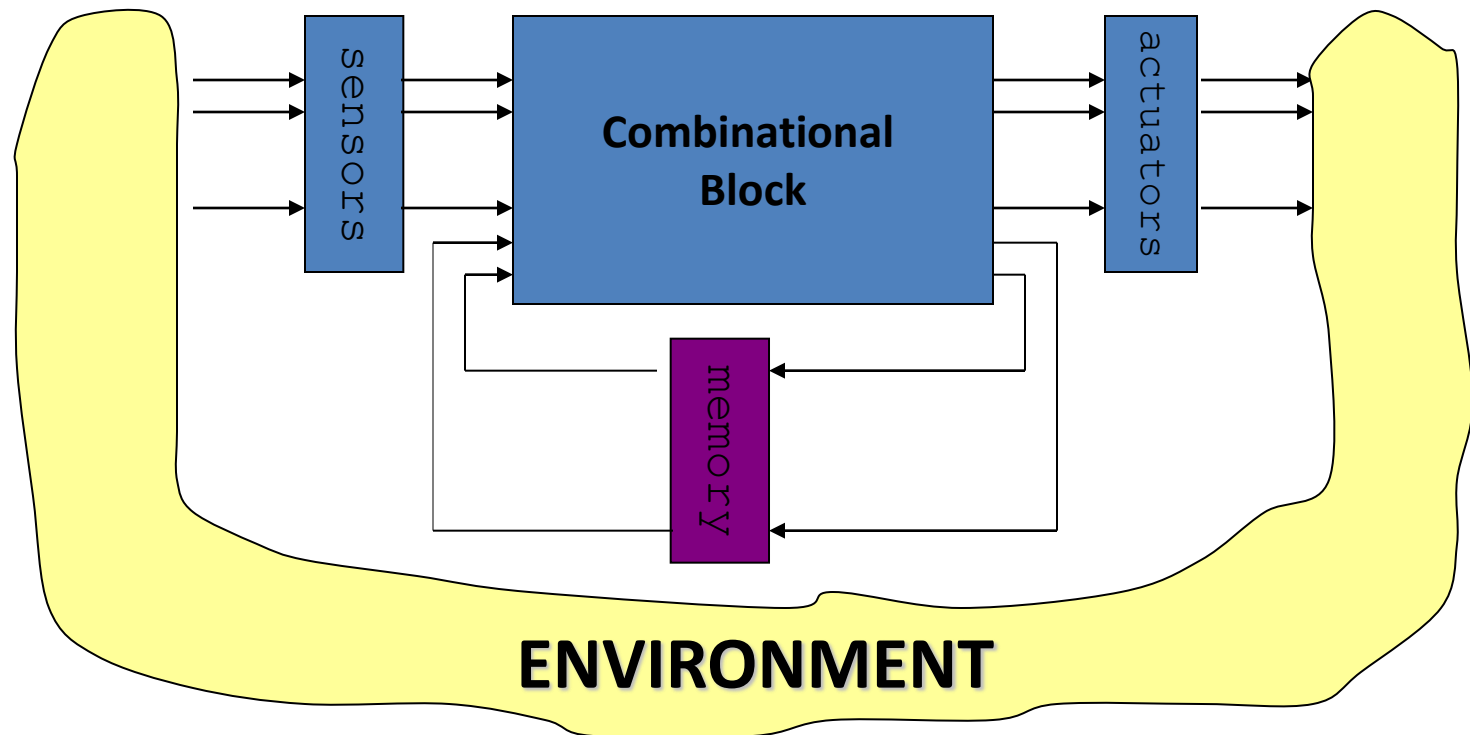 sensors
Combinational
Block
actuators
memory
ENVIRONMENT